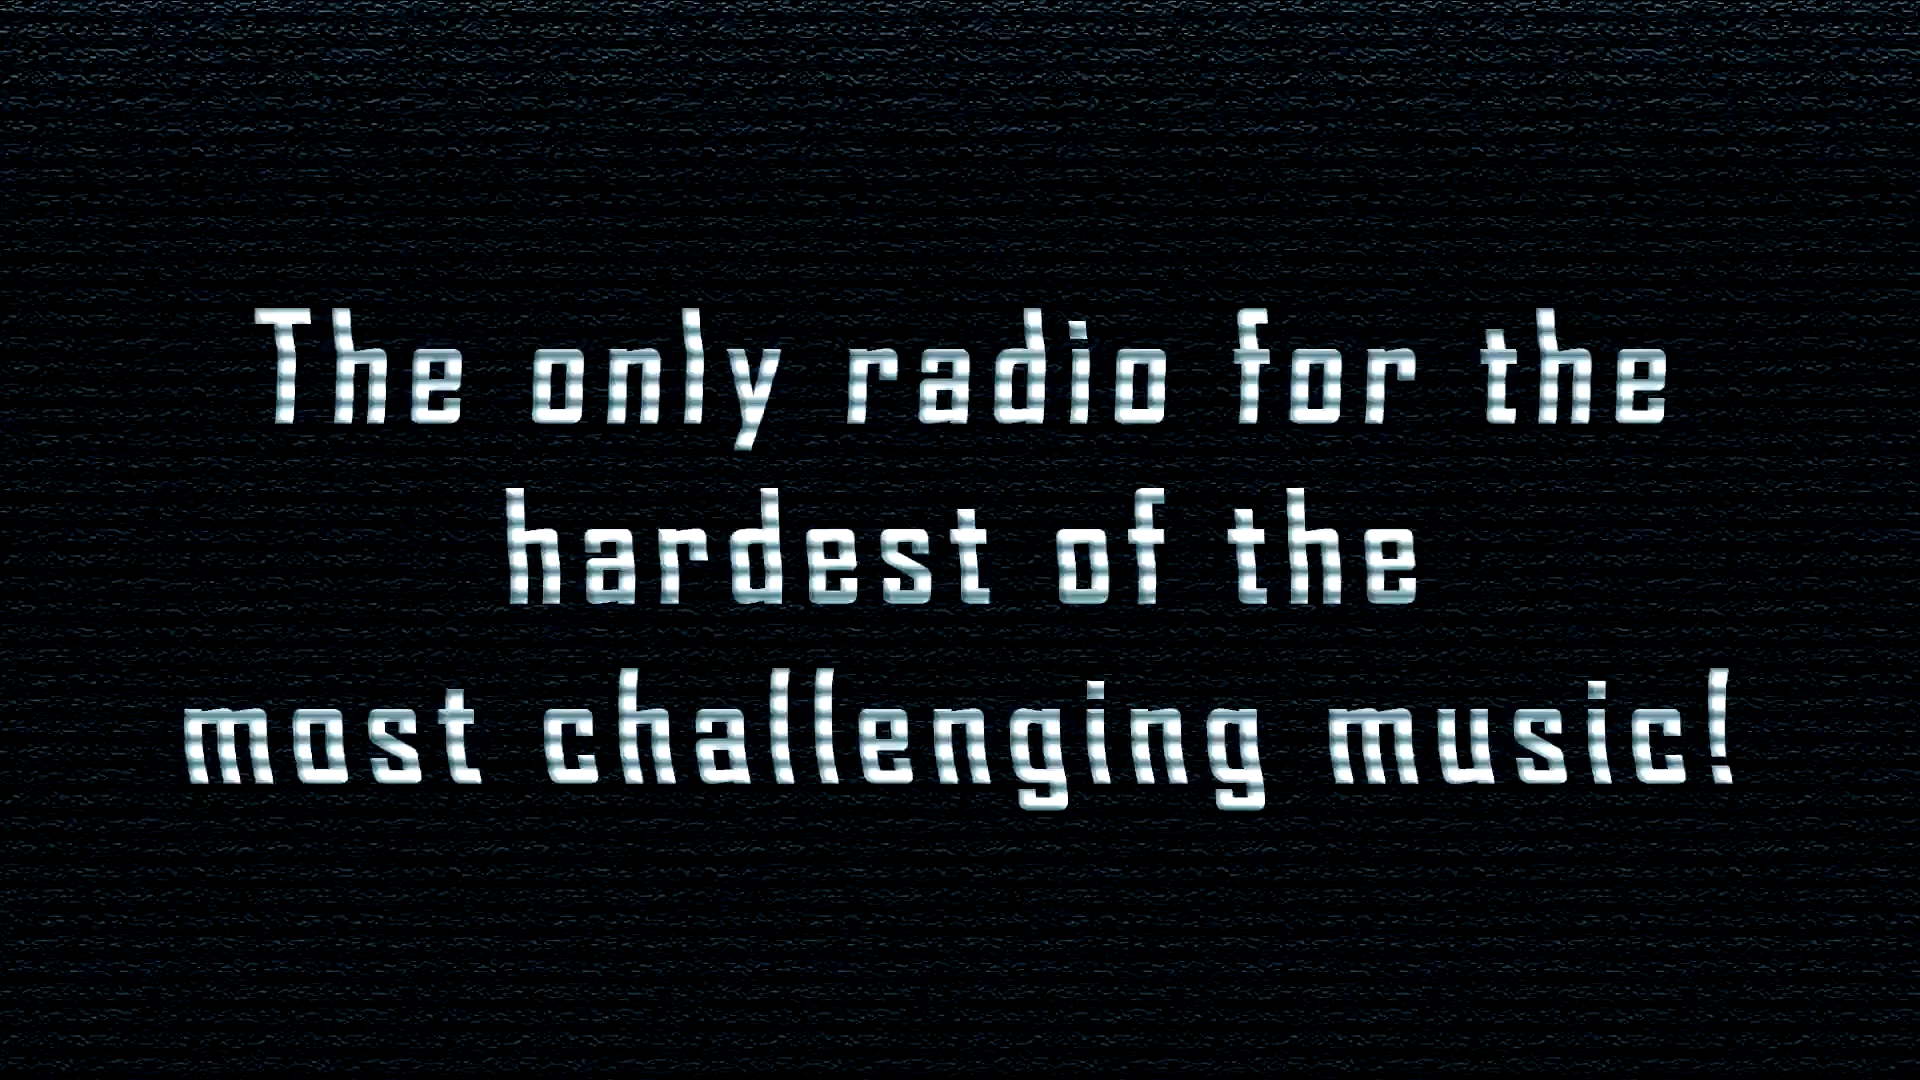 The only radio for the
hardest of the
most challenging music!